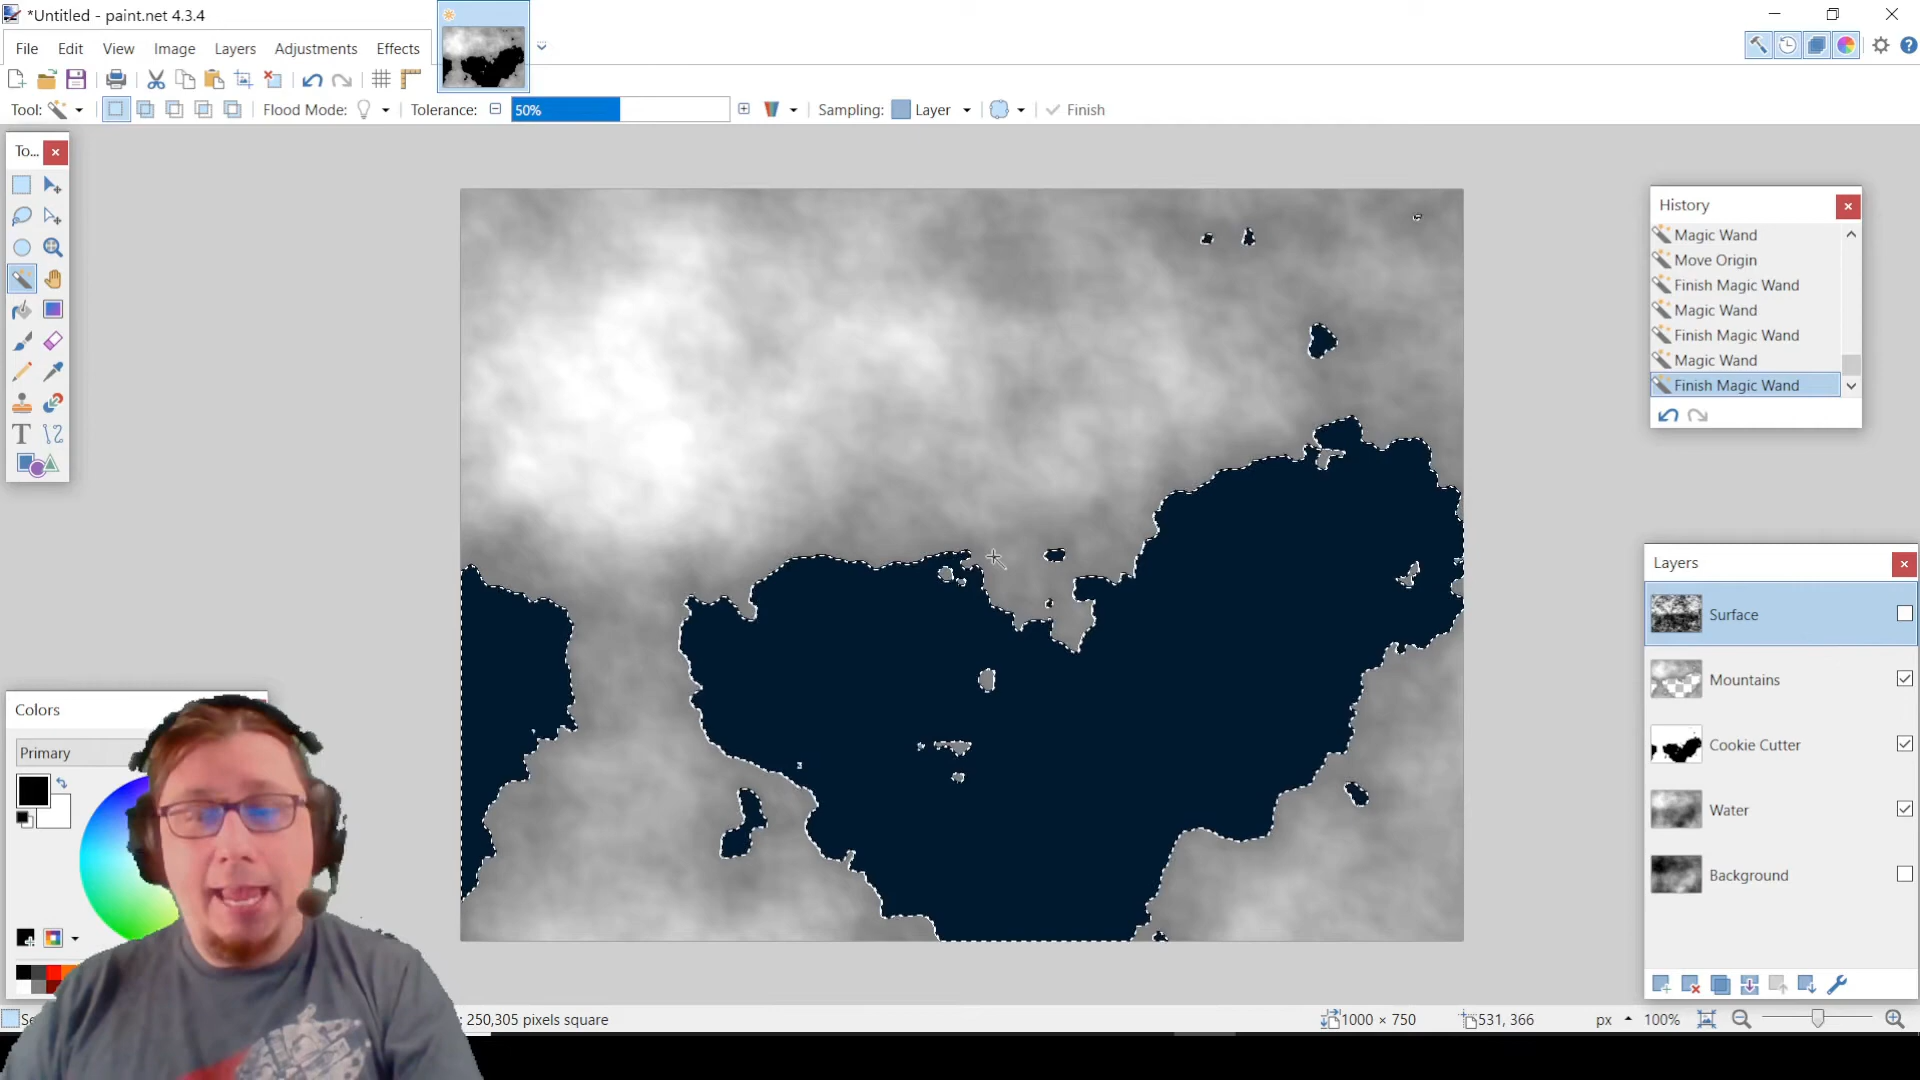 *Untitled - paint.net 4.3.4
File Edit View Image Layers Adjustments Effects
Tool: Flood Mode: Tolerance: 50% Sampling: Layer Finish
To...
History
Magic Wand
Move Origin
Finish Magic Wand
Magic Wand
Finish Magic Wand
Magic Wand
Finish Magic Wand
Layers
Surface
Mountains
Cookie Cutter
Water
Background
Colors
Primary
T
: 250,305 pixels square
1000 × 750
531, 366
px
100%